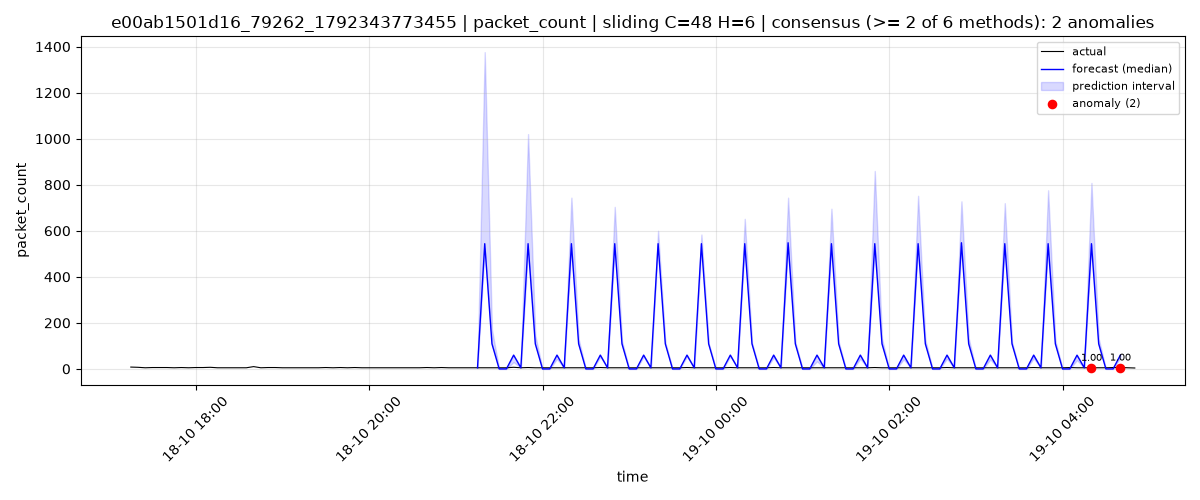 e00ab1501d16_79262_1792343773455 | packet_count | sliding C=48 H=6 | consensus (>= 2 of 6 methods): 2 anomalies
actual
forecast (median)
prediction interval
anomaly (2)
packet_count
1400
1200
1000
800
600
400
200
0
1.00 1.00
18-10 18:00
18-10 20:00
18-10 22:00
19-10 00:00
19-10 02:00
19-10 04:00
time